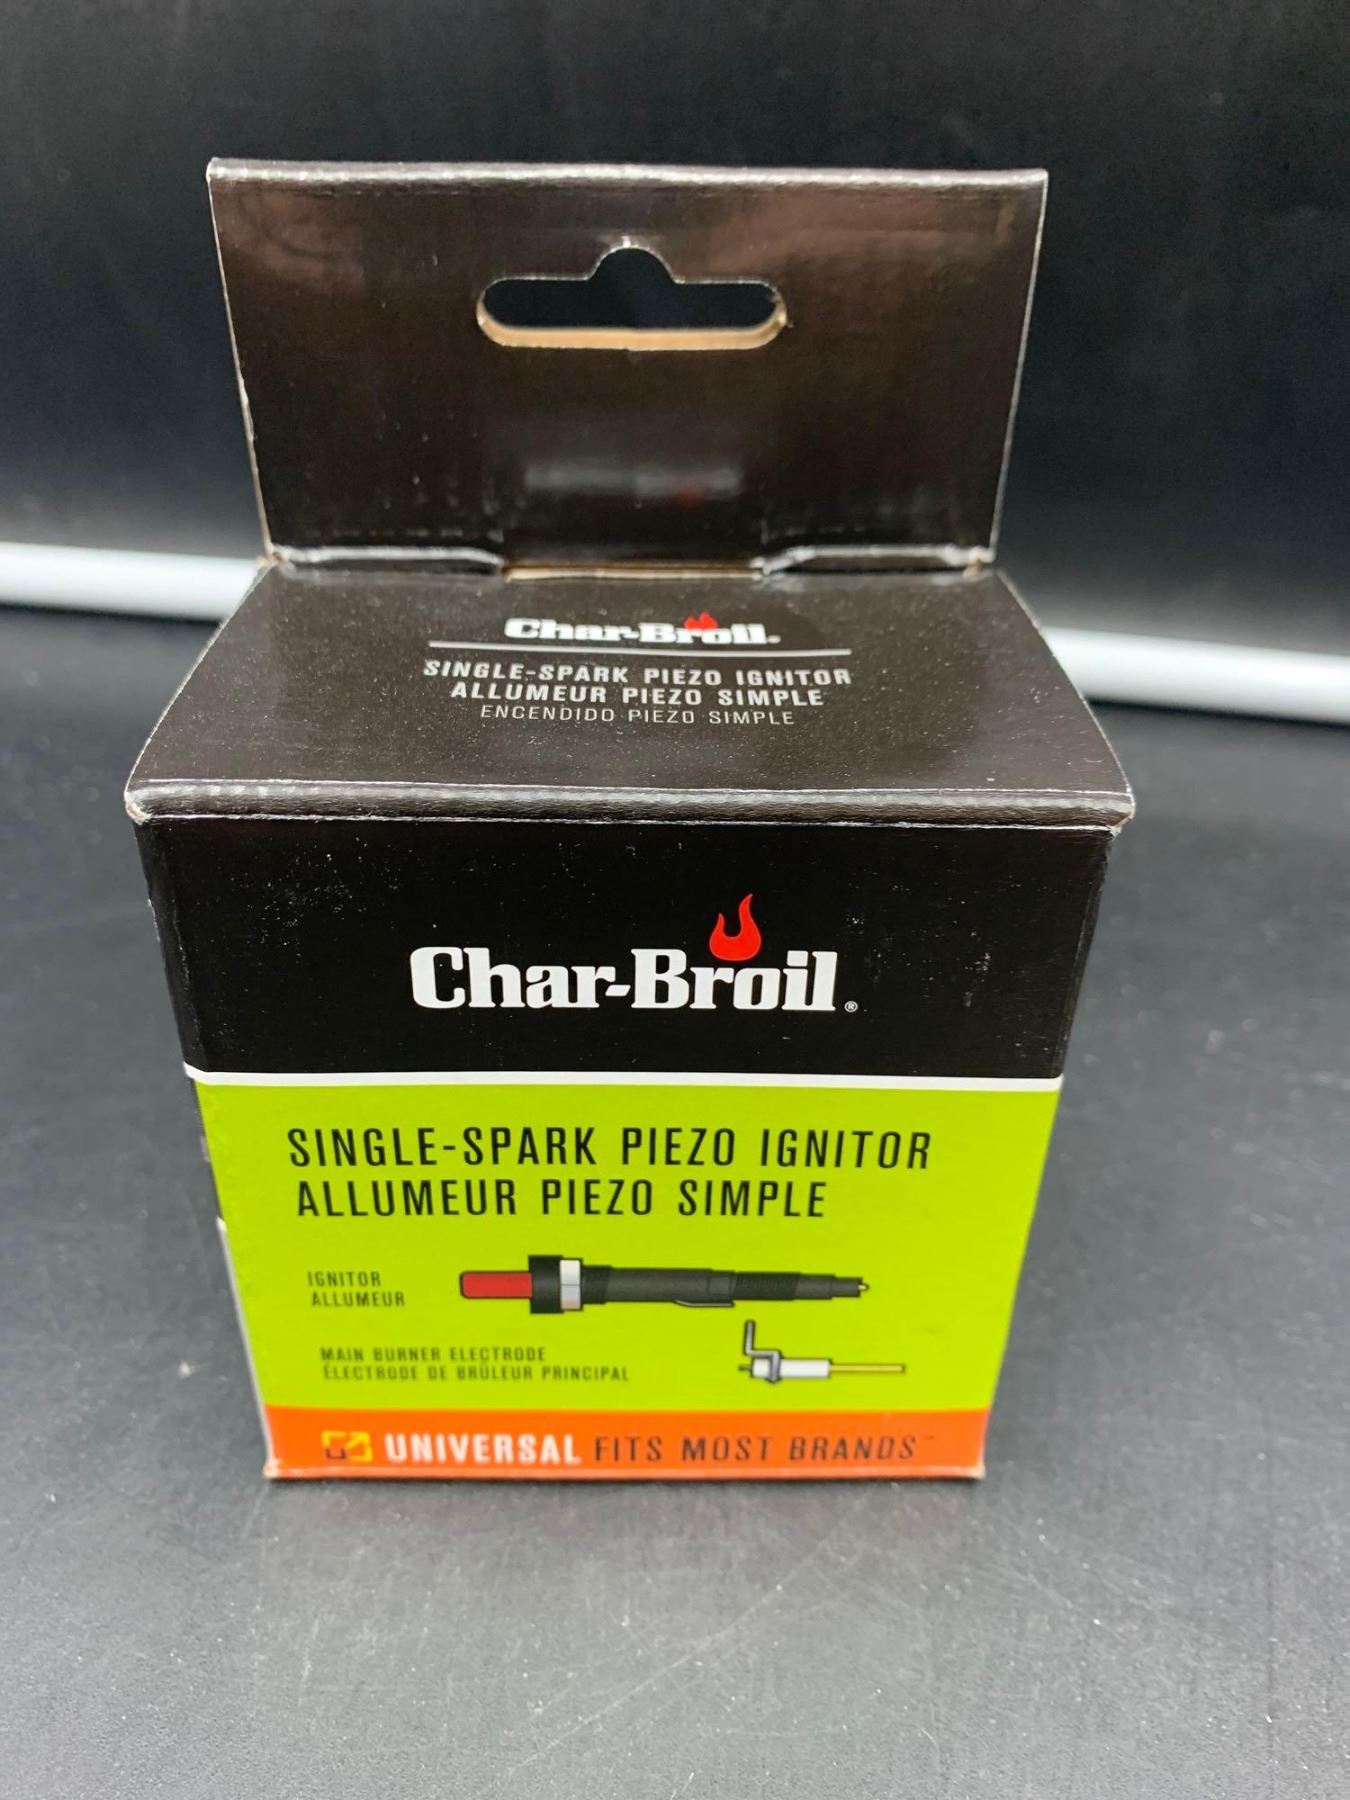 Char-Broil®
SINGLE-SPARK PIEZO IGNITOR
ALLUMEUR PIEZO SIMPLE
ENCENDIDO PIEZO SIMPLE
Char-Broil®
SINGLE-SPARK PIEZO IGNITOR
ALLUMEUR PIEZO SIMPLE
IGNITOR
ALLUMEUR
MAIN BURNER ELECTRODE
ÉLECTRODE DE BRÛLEUR PRINCIPAL
UNIVERSAL FITS MOST BRANDS™